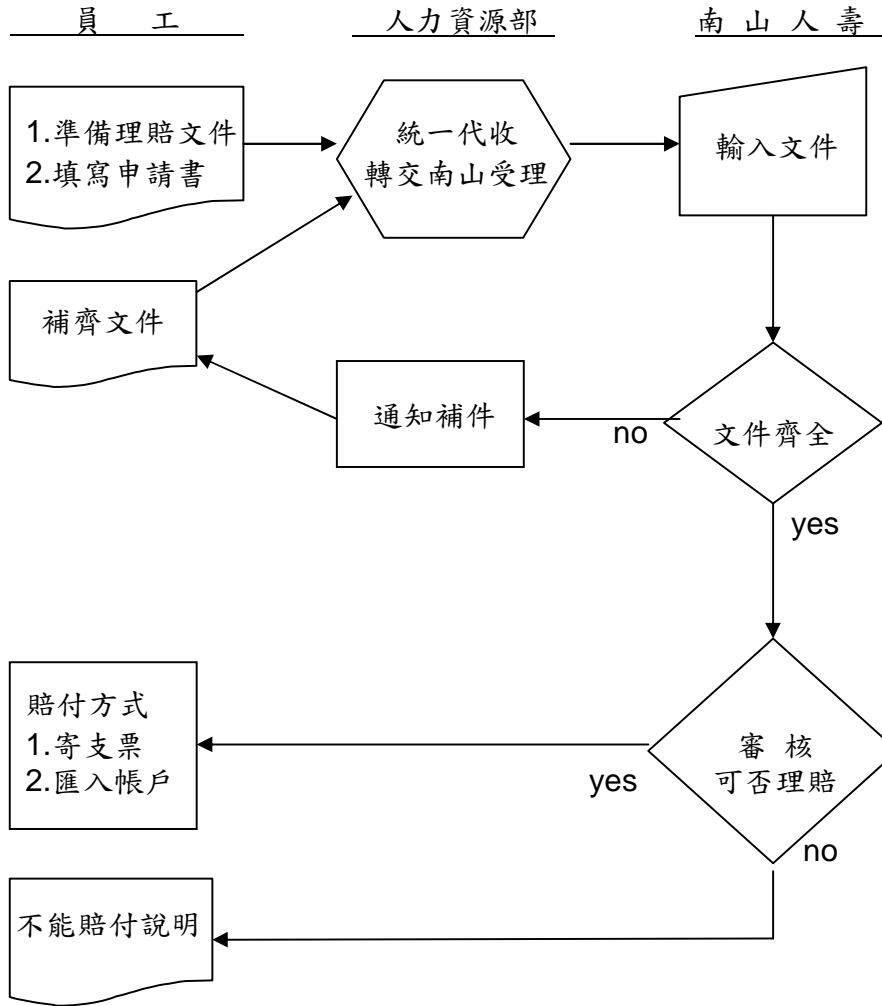 員 工
人力資源部
南山人壽
1.準備理賠文件
2.填寫申請書
統一代收
轉交南山受理
輸入文件
補齊文件
通知補件
no
文件齊全
yes
賠付方式
1.寄支票
2.匯入帳戶
yes
審 核
可否理賠
no
不能賠付說明